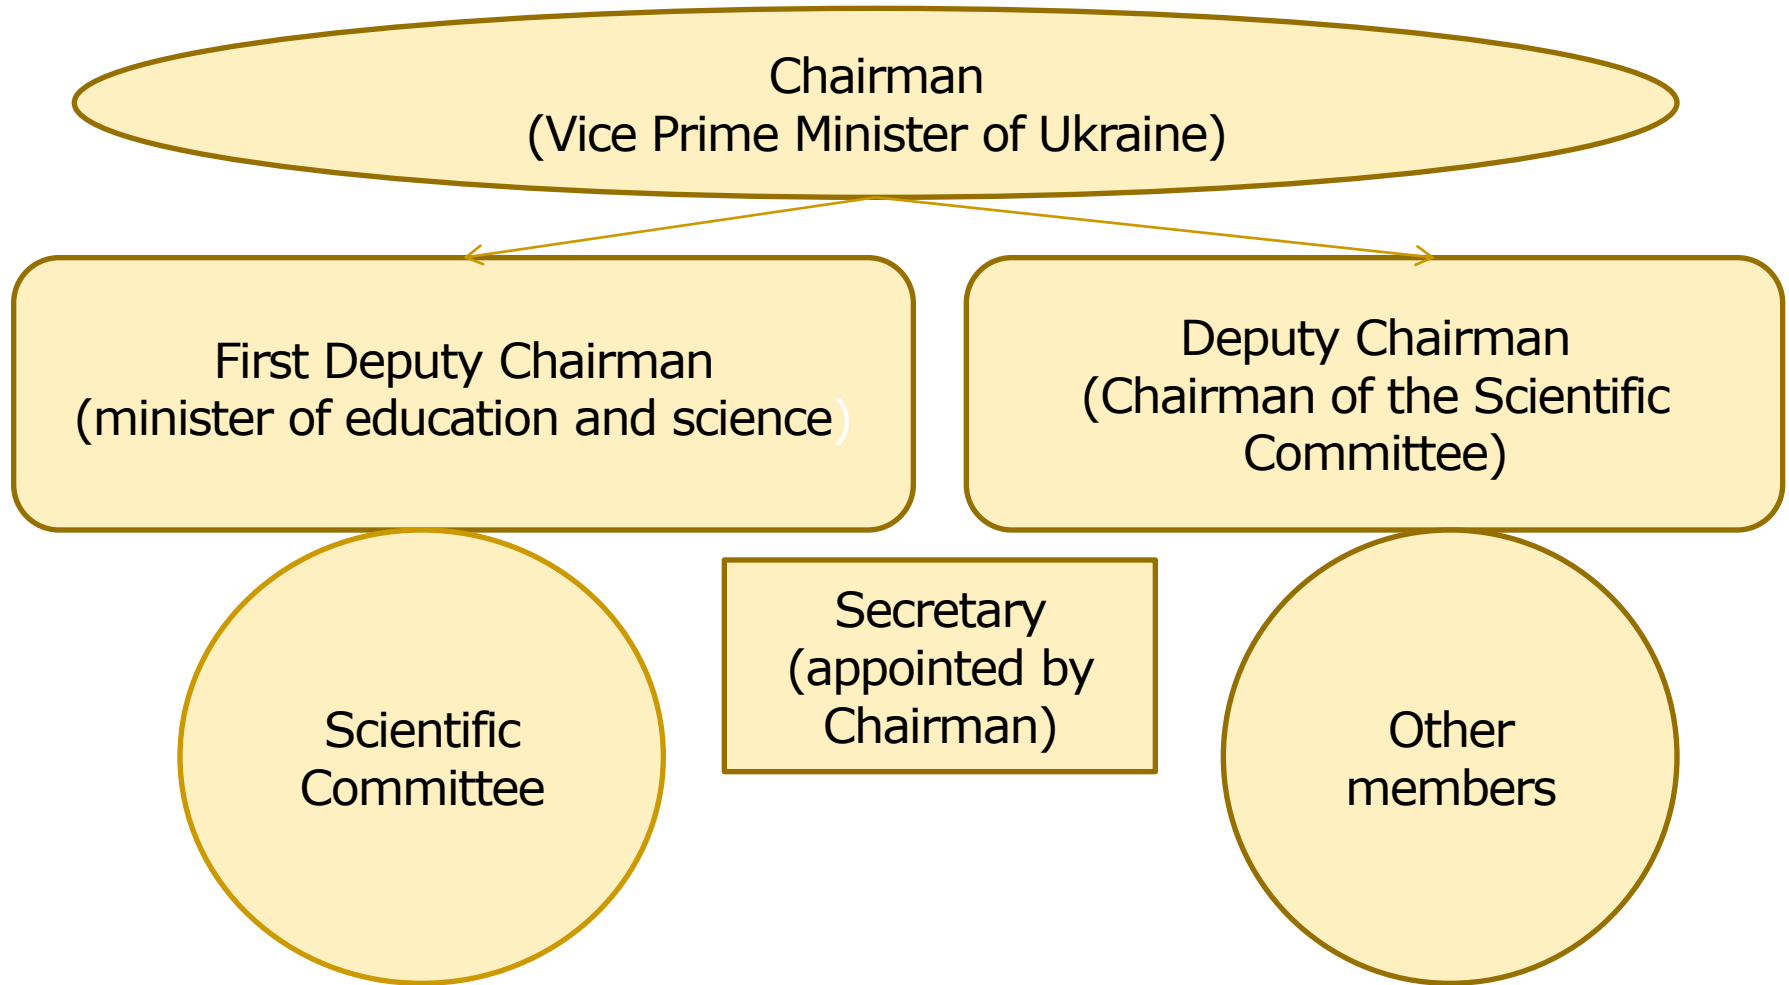 Chairman
(Vice Prime Minister of Ukraine)
First Deputy Chairman
(minister of education and science)
Deputy Chairman
(Chairman of the Scientific
Committee)
Secretary
(appointed by
Chairman)
Scientific
Committee
Other
members